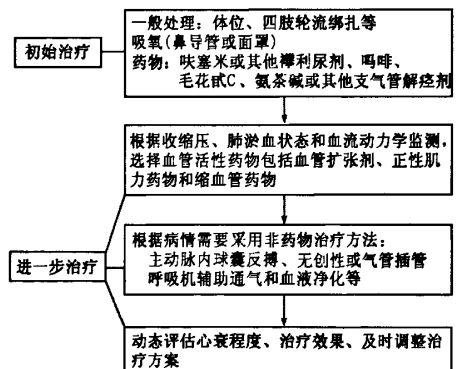 初始治疗
一般处理：体位、四肢轮流绑扎等
吸氧(鼻导管或面罩)
药物：呋塞米或其他襻利尿剂、吗啡、
毛花甙C、氨茶碱或其他支气管解痉剂
进一步治疗
根据收缩压、肺淤血状态和血流动力学监测，
选择血管活性药物包括血管扩张剂、正性肌
力药物和缩血管药物
根据病情需要采用非药物治疗方法：
主动脉内球囊反搏、无创性或气管插管
呼吸机辅助通气和血液净化等
动态评估心衰程度、治疗效果、及时调整治
疗方案